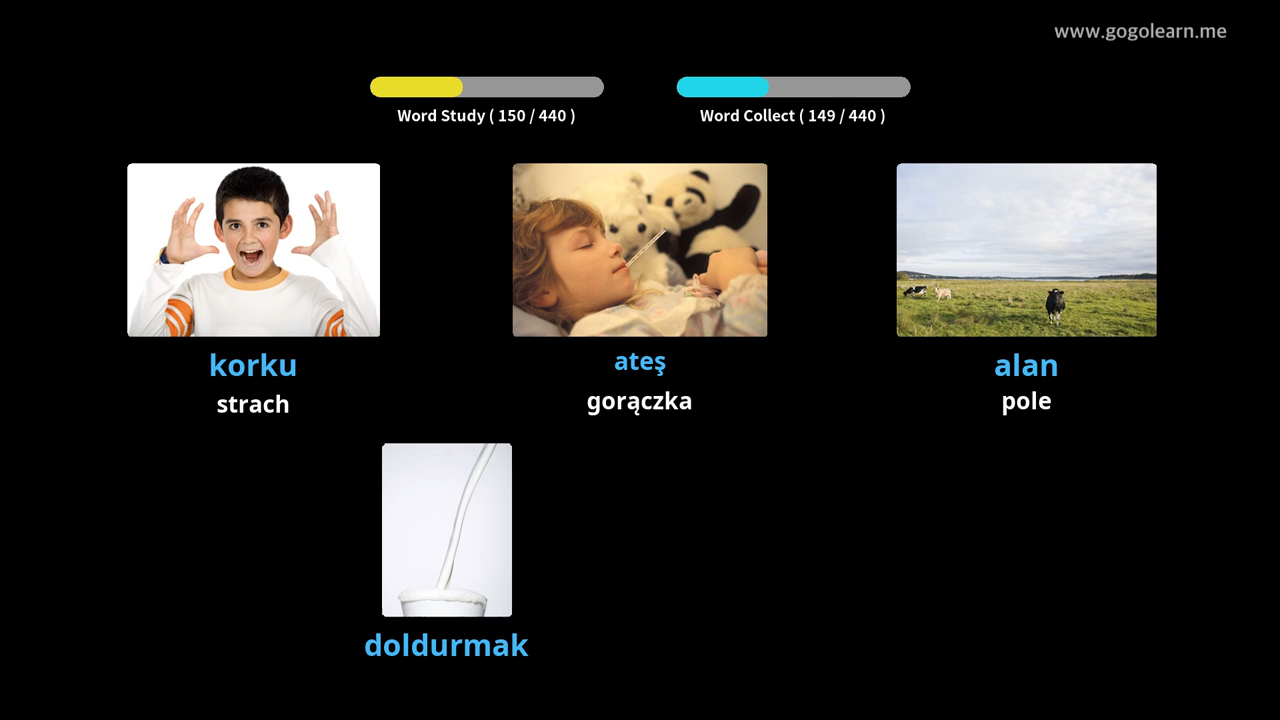 www.gogolearn.me
Word Study ( 150 / 440 )
Word Collect ( 149 / 440 )
korku
strach
ateş
gorączka
alan
pole
doldurmak